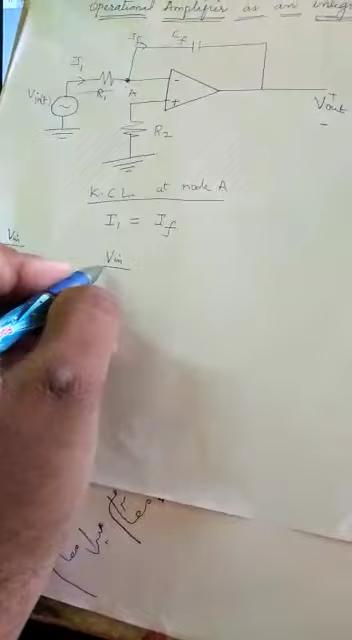 Operational Amplifier as an integ
If Cf
I1
Vin(t) R1 A - Vout
+ + -
R2
K.C.L. at node A
I1 = If
Vin Vin